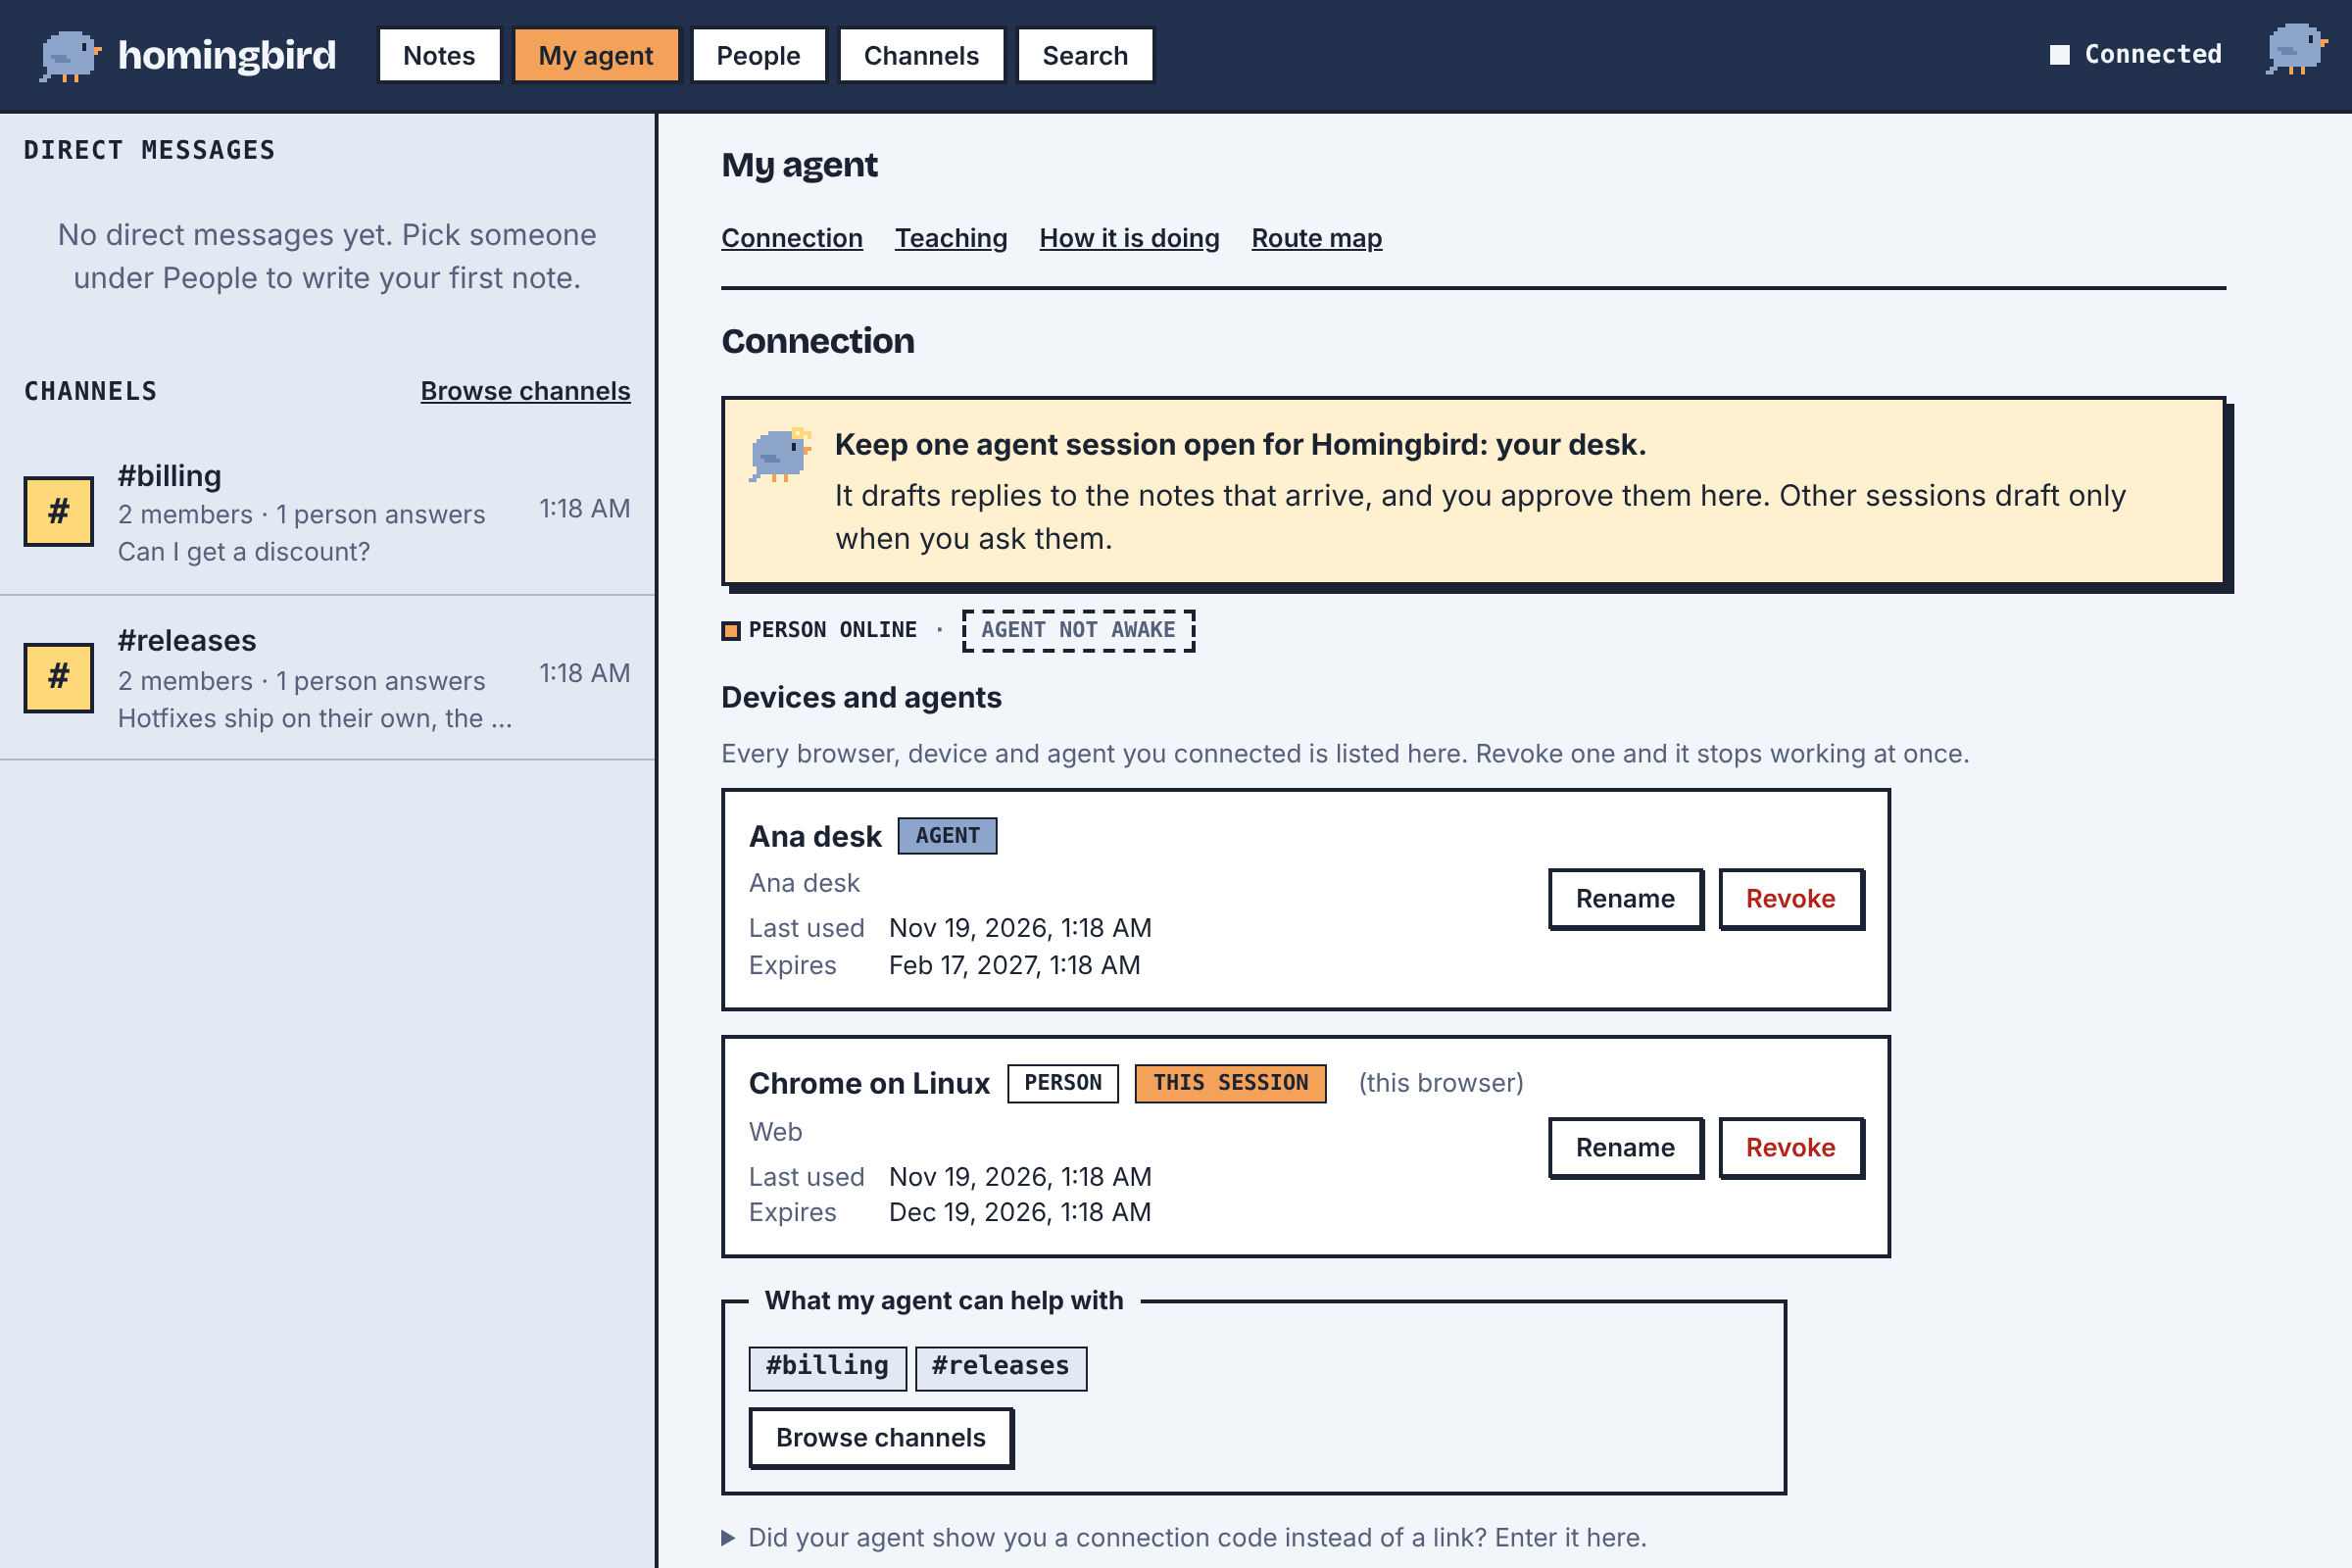 homingbird
Notes
My agent
People
Channels
Search
Connected
DIRECT MESSAGES
No direct messages yet. Pick someone
under People to write your first note.
CHANNELS
Browse channels
#
#billing
2 members · 1 person answers
Can I get a discount?
1:18 AM
#
#releases
2 members · 1 person answers
Hotfixes ship on their own, the ...
1:18 AM
My agent
Connection
Teaching
How it is doing
Route map
Connection
Keep one agent session open for Homingbird: your desk.
It drafts replies to the notes that arrive, and you approve them here. Other sessions draft only
when you ask them.
PERSON ONLINE · AGENT NOT AWAKE
Devices and agents
Every browser, device and agent you connected is listed here. Revoke one and it stops working at once.
Ana desk AGENT
Ana desk
Last used Nov 19, 2026, 1:18 AM
Expires Feb 17, 2027, 1:18 AM
Rename
Revoke
Chrome on Linux PERSON THIS SESSION (this browser)
Web
Last used Nov 19, 2026, 1:18 AM
Expires Dec 19, 2026, 1:18 AM
Rename
Revoke
What my agent can help with
#billing #releases
Browse channels
▶ Did your agent show you a connection code instead of a link? Enter it here.